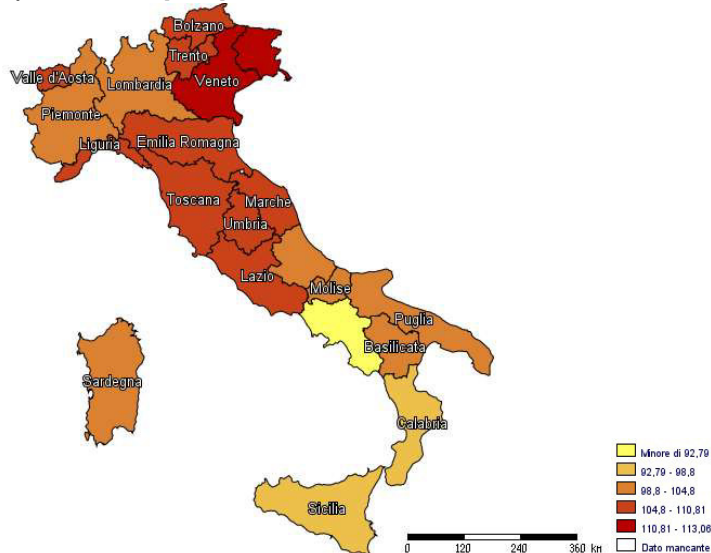 Bolzano
Trento
Valle d'Aosta
Lombardia
Veneto
Piemonte
Liguria
Emilia Romagna
Toscana
Marche
Umbria
Lazio
Molise
Puglia
Basilicata
Sardegna
Calabria
Sicilia
Minore di 92,79
92,79 - 98,8
98,8 - 104,8
104,8 - 110,81
110,81 - 113,06
Dato mancante
0 120 240 360 km